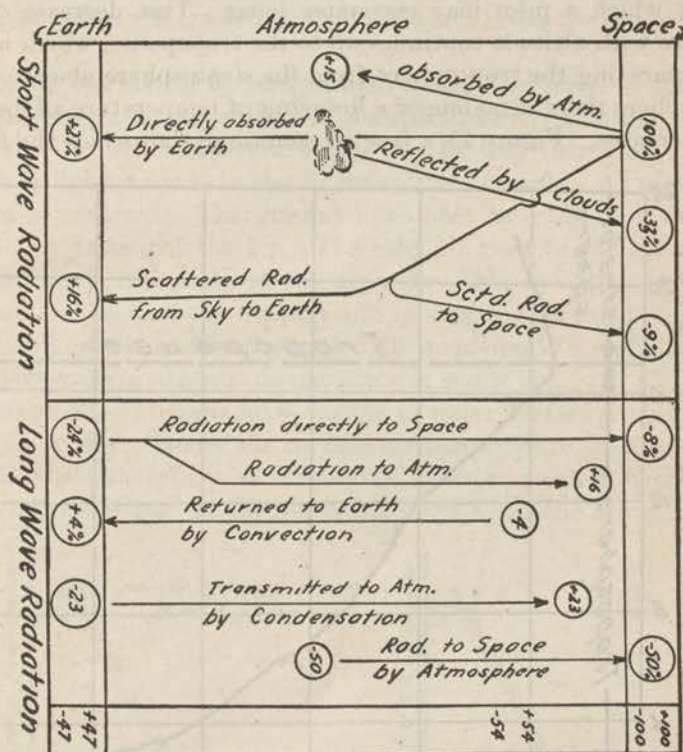 Earth Atmosphere Space
Short Wave Radiation
+15
absorbed by Atm.
100%
+27%
Directly absorbed
by Earth
Reflected by Clouds
-33%
+16%
Scattered Rad.
from Sky to Earth
Sctd. Rad.
to Space
-9%
Long Wave Radiation
-24%
Radiation directly to Space
-8%
Radiation to Atm.
+16
+4%
Returned to Earth
by Convection
-4
-23
Transmitted to Atm.
by Condensation
+23
-50
Rad. to Space
by Atmosphere
-50%
+47
-47
+54
-54
+100
-100